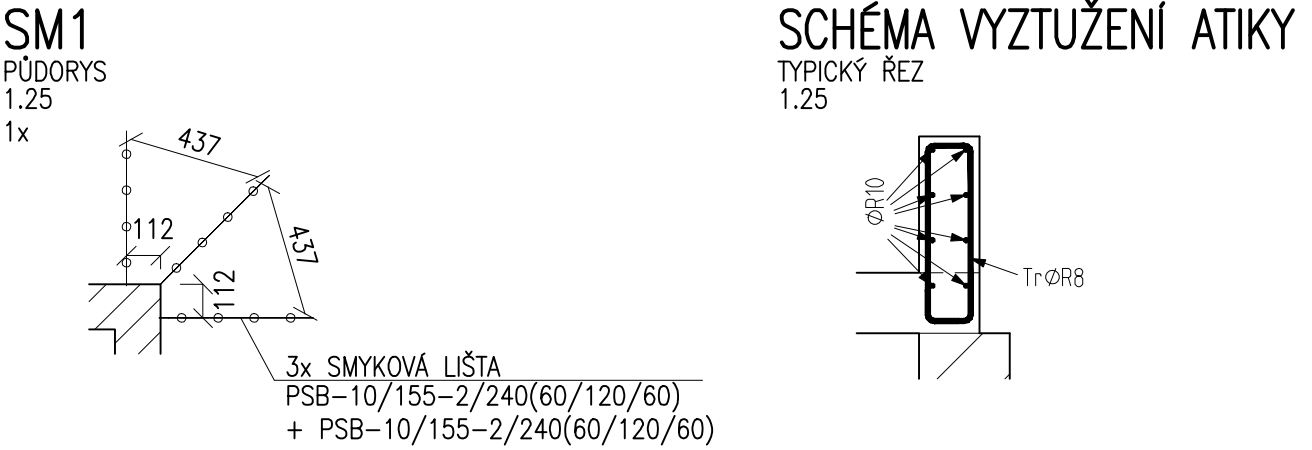 SM1
PŮDORYS
1.25
1x
437
112
437
112
3x SMYKOVÁ LIŠTA
PSB-10/155-2/240(60/120/60)
+ PSB-10/155-2/240(60/120/60)
SCHÉMA VYZTUŽENÍ ATIKY
TYPICKÝ ŘEZ
1.25
ØR10
TrØR8